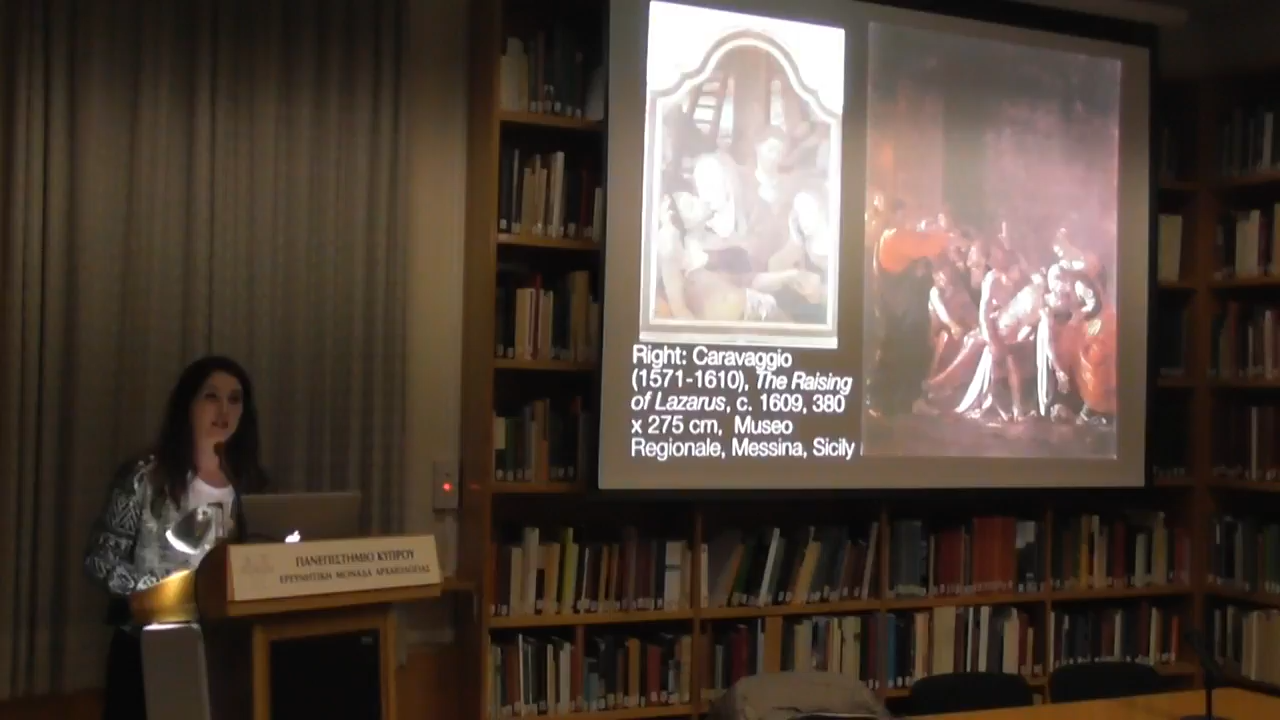 Right: Caravaggio
(1571-1610), The Raising
of Lazarus, c. 1609, 380
x 275 cm, Museo
Regionale, Messina, Sicily
ΠΑΝΕΠΙΣΤΗΜΙΟ ΚΥΠΡΟΥ
ΕΡΕΥΝΗΤΙΚΗ ΜΟΝΑΔΑ ΑΡΧΑΙΟΛΟΓΙΑΣ